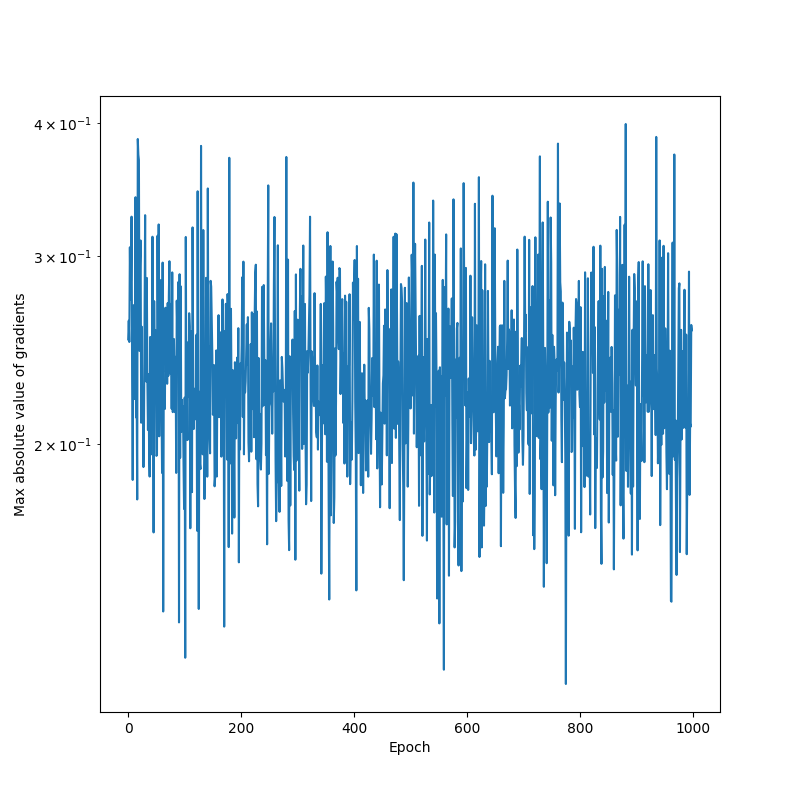 4 × 10⁻¹
3 × 10⁻¹
2 × 10⁻¹
Max absolute value of gradients
0 200 400 600 800 1000
Epoch